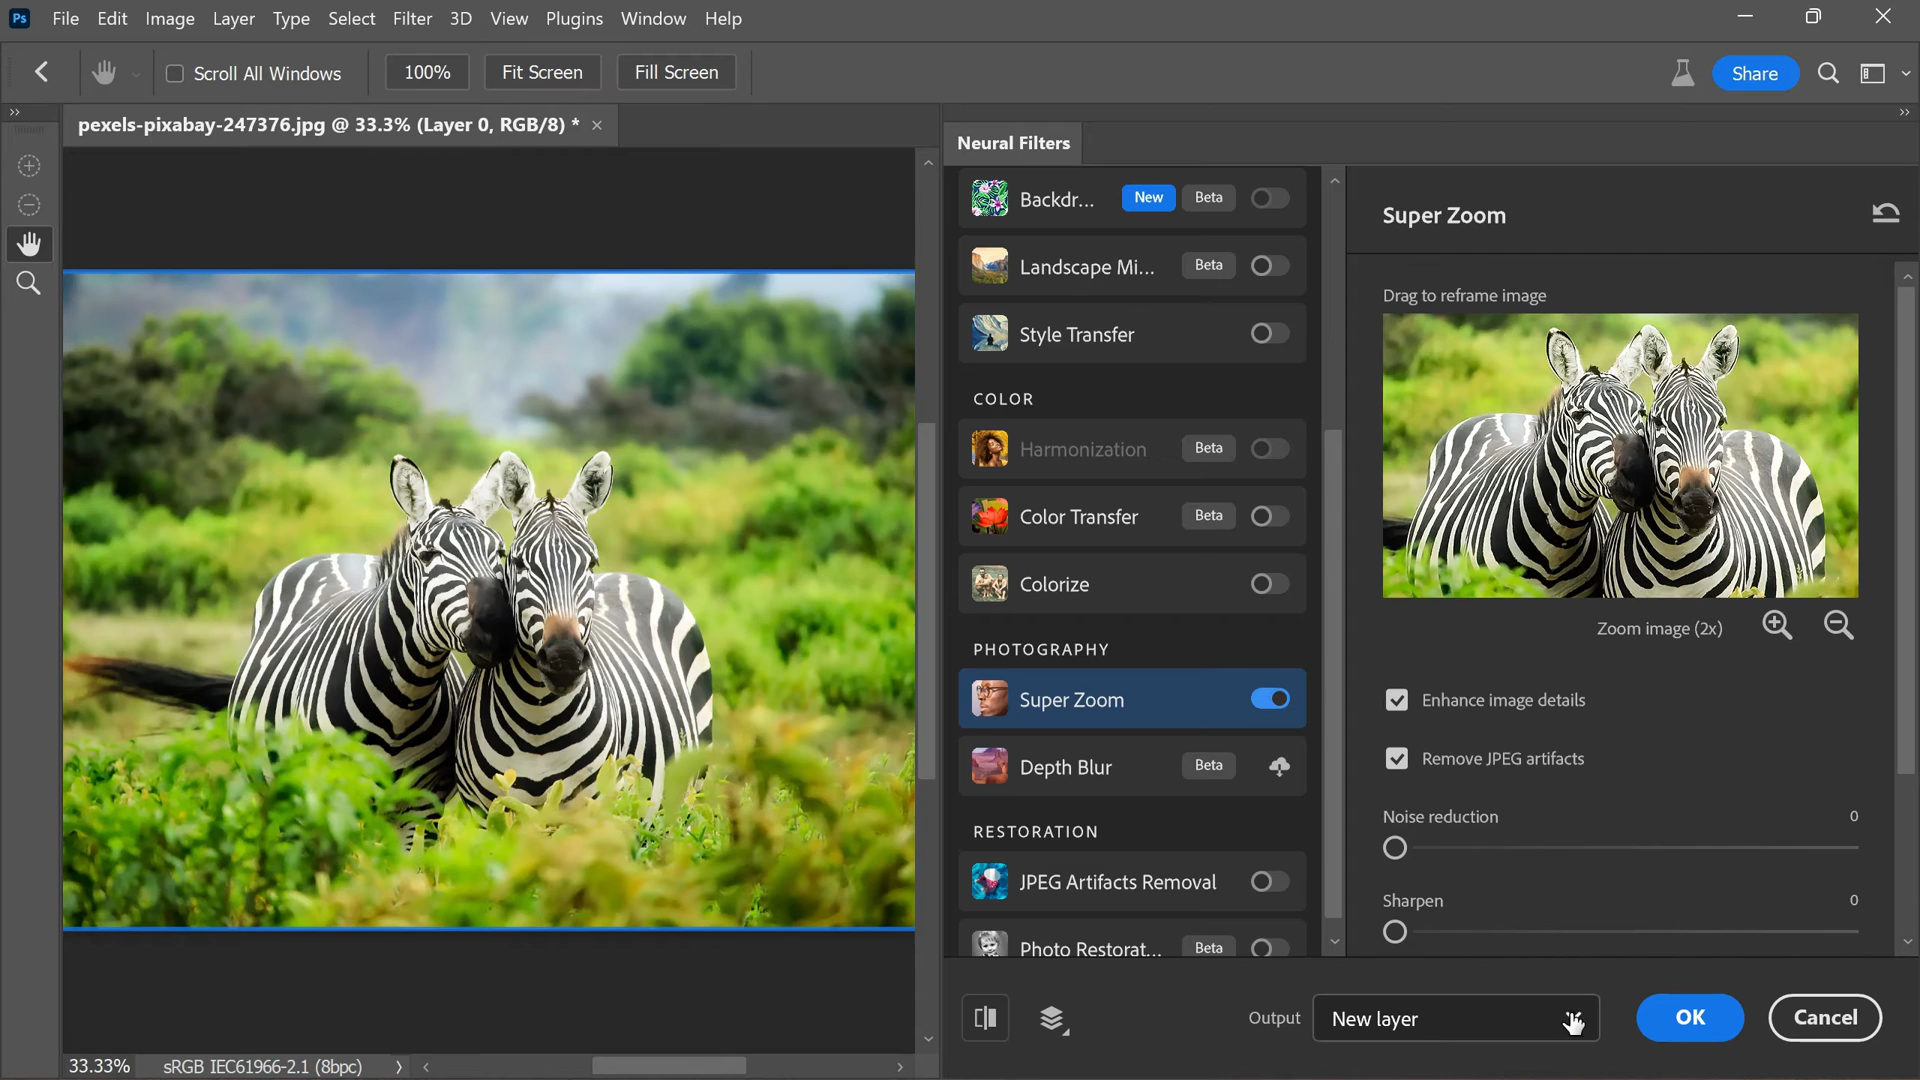 Ps File Edit Image Layer Type Select Filter 3D View Plugins Window Help
Scroll All Windows 100% Fit Screen Fill Screen Share
pexels-pixabay-247376.jpg @ 33.3% (Layer 0, RGB/8) *
Neural Filters
Backdr... New Beta
Landscape Mi... Beta
Style Transfer
COLOR
Harmonization Beta
Color Transfer Beta
Colorize
PHOTOGRAPHY
Super Zoom
Depth Blur Beta
RESTORATION
JPEG Artifacts Removal
Photo Restorat... Beta
Super Zoom
Drag to reframe image
Zoom image (2x)
Enhance image details
Remove JPEG artifacts
Noise reduction 0
Sharpen 0
Output New layer OK Cancel
33.33% sRGB IEC61966-2.1 (8bpc)